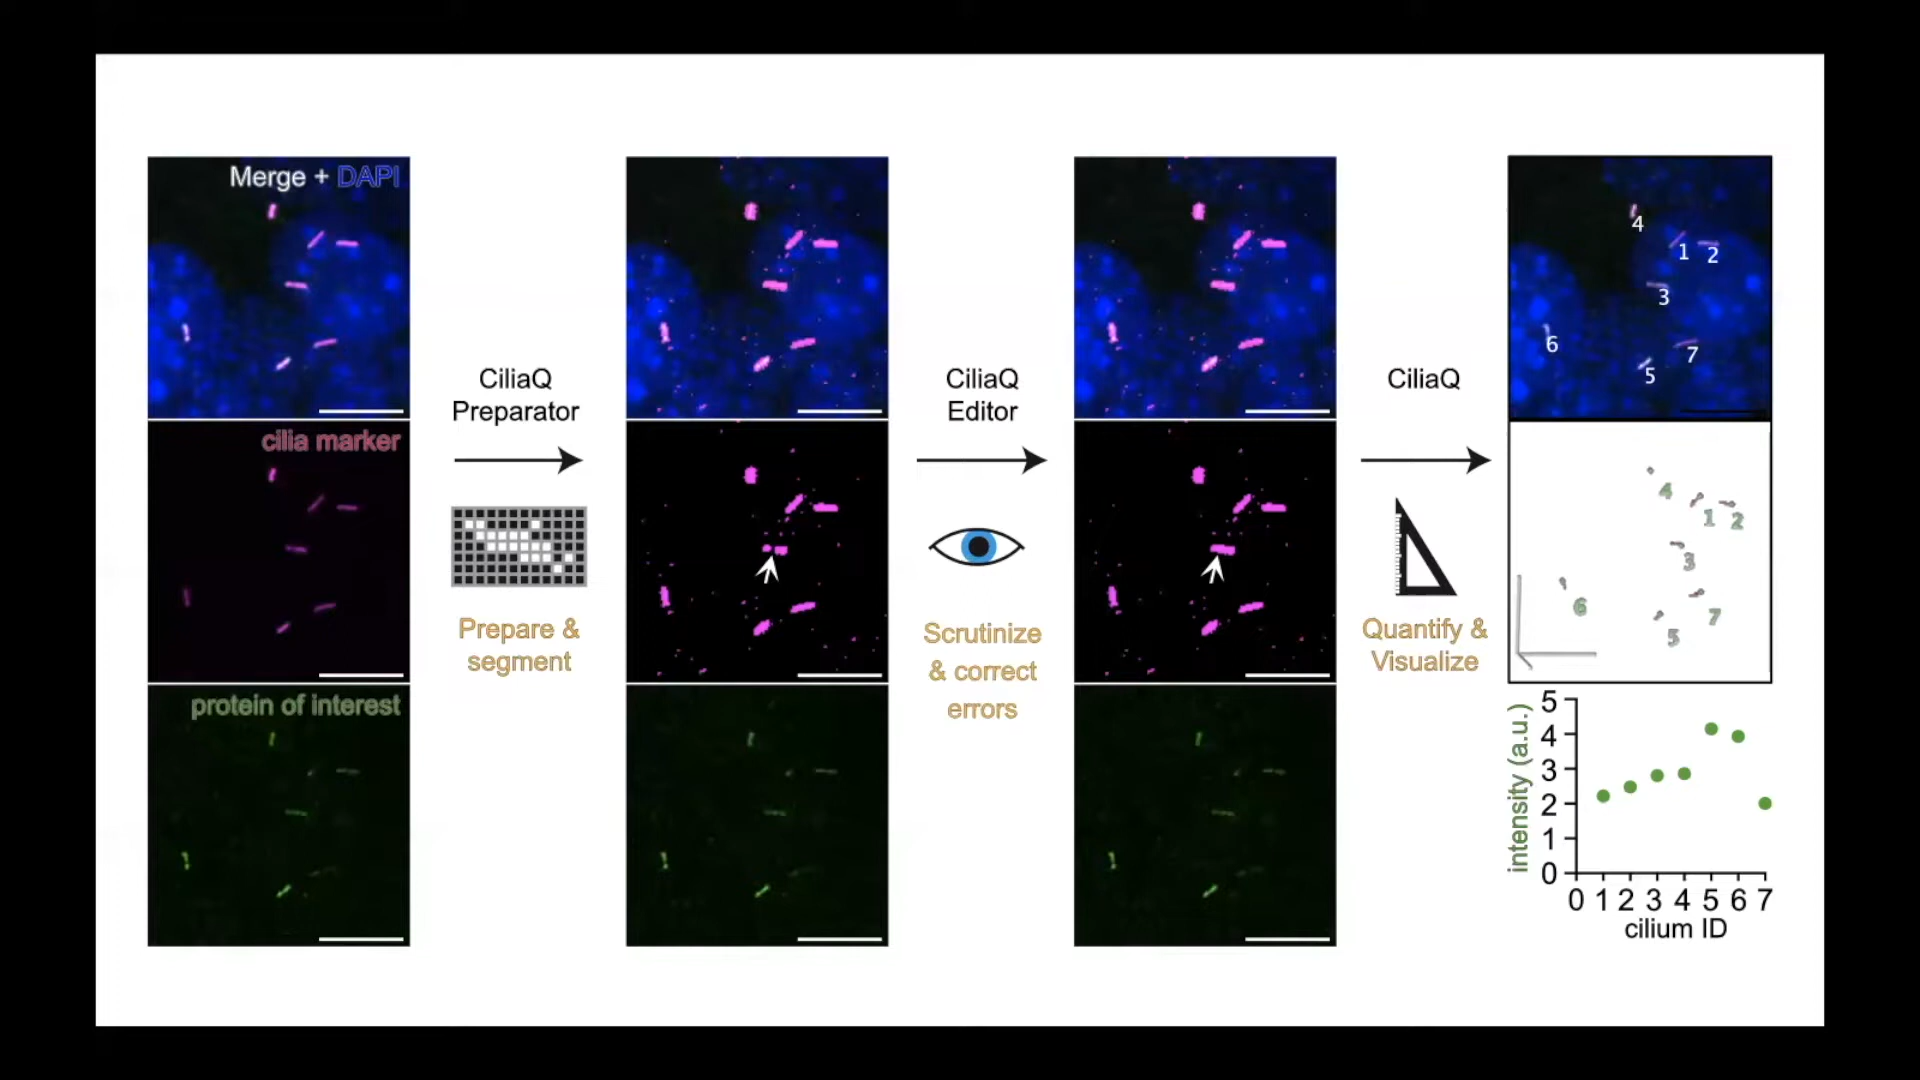 Merge + DAPI
cilia marker
protein of interest
CiliaQ
Preparator
Prepare &
segment
CiliaQ
Editor
Scrutinize
& correct
errors
CiliaQ
Quantify &
Visualize
4
1
2
3
6
7
5
4
1
2
3
6
7
5
intensity (a.u.)
5
4
3
2
1
0
0 1 2 3 4 5 6 7
cilium ID